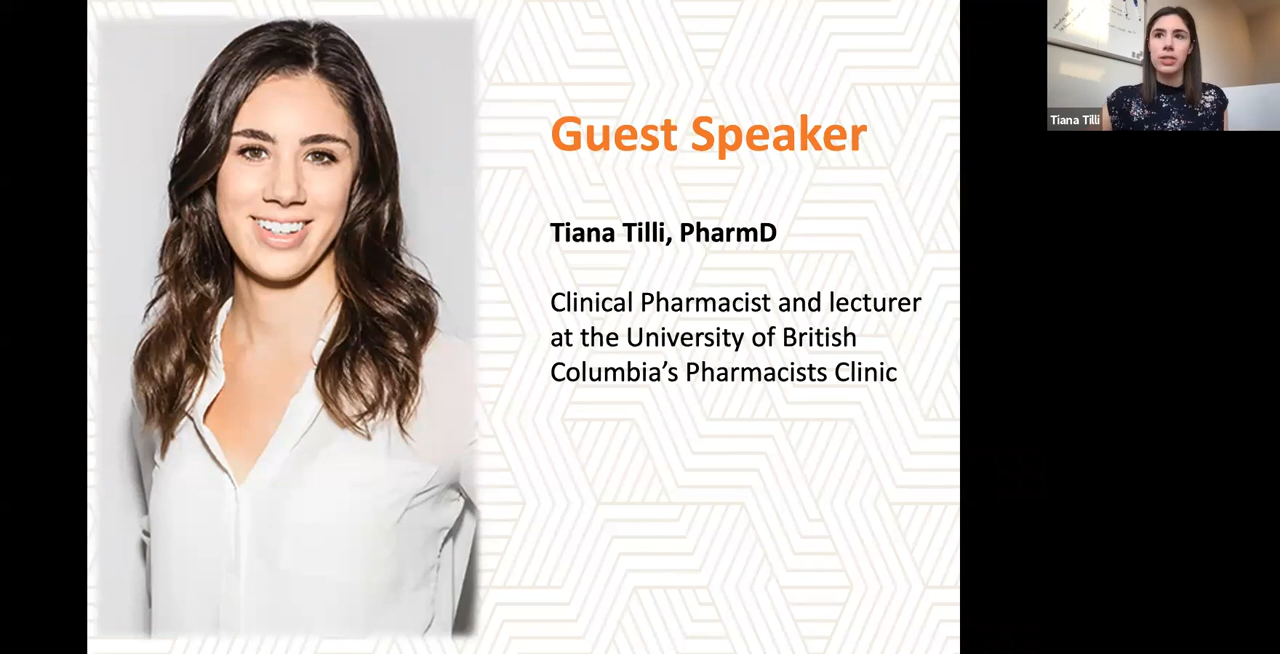 Guest Speaker
Tiana Tilli, PharmD
Clinical Pharmacist and lecturer
at the University of British
Columbia’s Pharmacists Clinic
Tiana Tilli